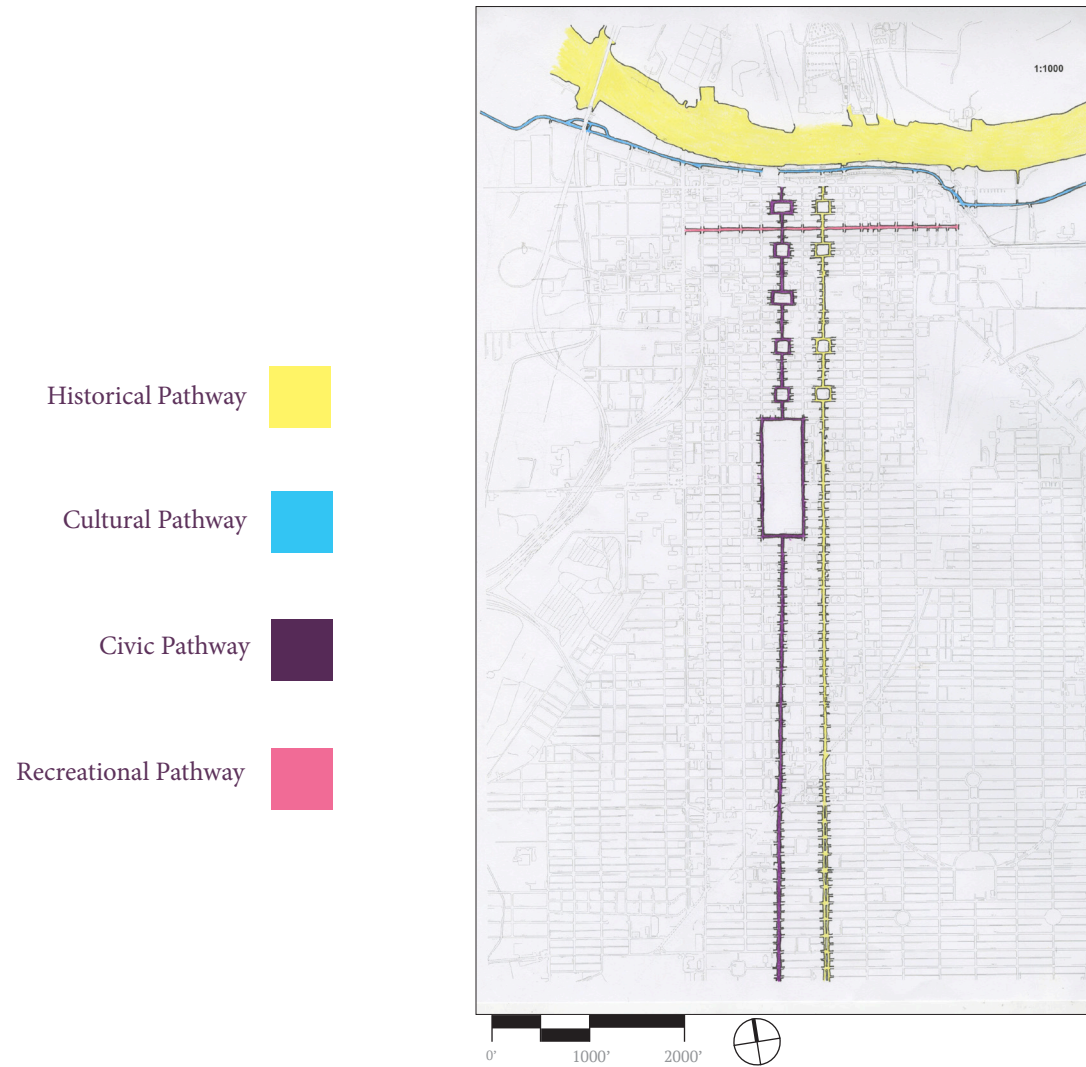 1:1000
Historical Pathway
Cultural Pathway
Civic Pathway
Recreational Pathway
0’ 1000’ 2000’